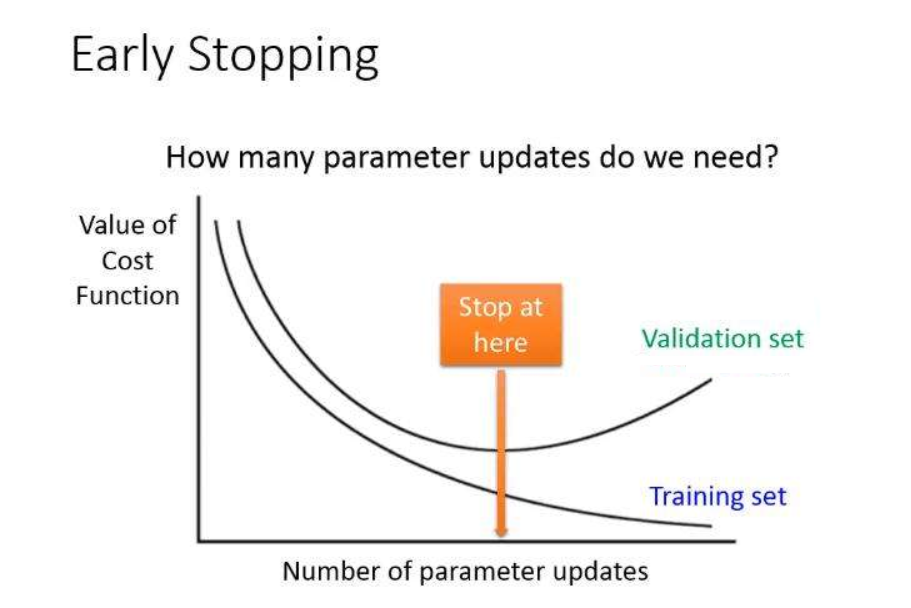 Early Stopping
How many parameter updates do we need?
Value of
Cost
Function
Stop at
here
Validation set
Training set
Number of parameter updates